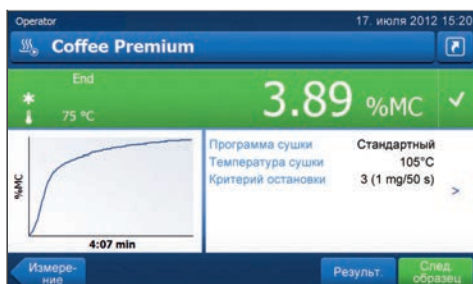 Operator
17. июля 2012 15:20
Coffee Premium
End
75 °C
3.89 %MC
%MC
4:07 min
Программа сушки Стандартный
Температура сушки 105°C
Критерий остановки 3 (1 mg/50 s)
>
Измере-
ние
Результ.
След.
образец